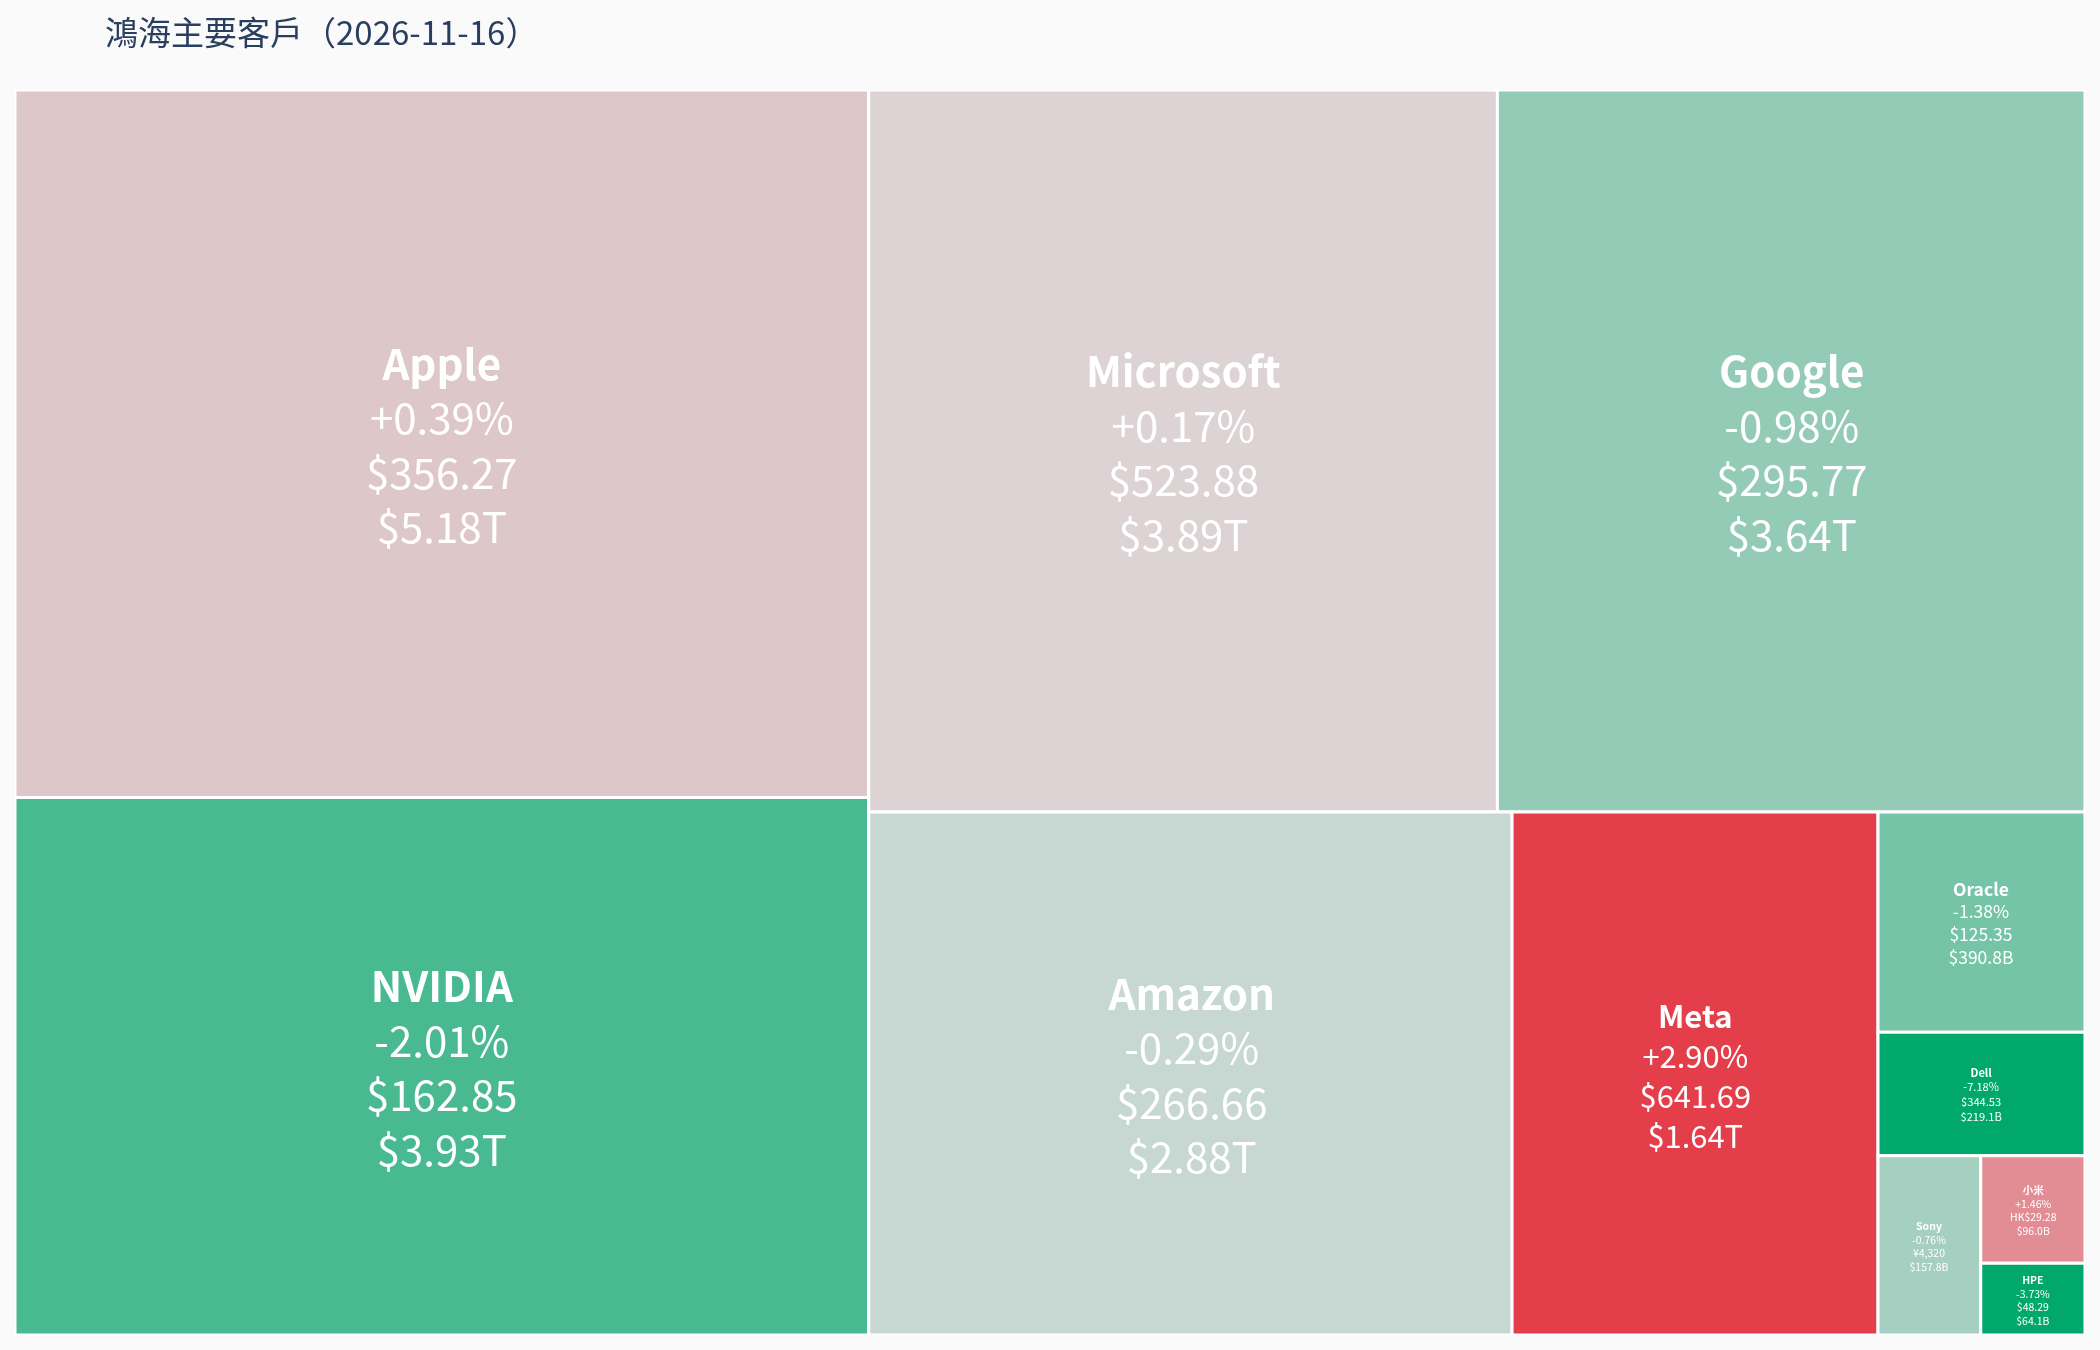 鴻海主要客戶（2026-11-16）
Apple
+0.39%
$356.27
$5.18T
Microsoft
+0.17%
$523.88
$3.89T
Google
-0.98%
$295.77
$3.64T
NVIDIA
-2.01%
$162.85
$3.93T
Amazon
-0.29%
$266.66
$2.88T
Meta
+2.90%
$641.69
$1.64T
Oracle
-1.38%
$125.35
$390.8B
Dell
-7.18%
$344.53
$219.1B
Sony
-0.76%
¥4,320
$157.8B
小米
+1.46%
HK$29.28
$96.0B
HPE
-3.73%
$48.29
$64.1B